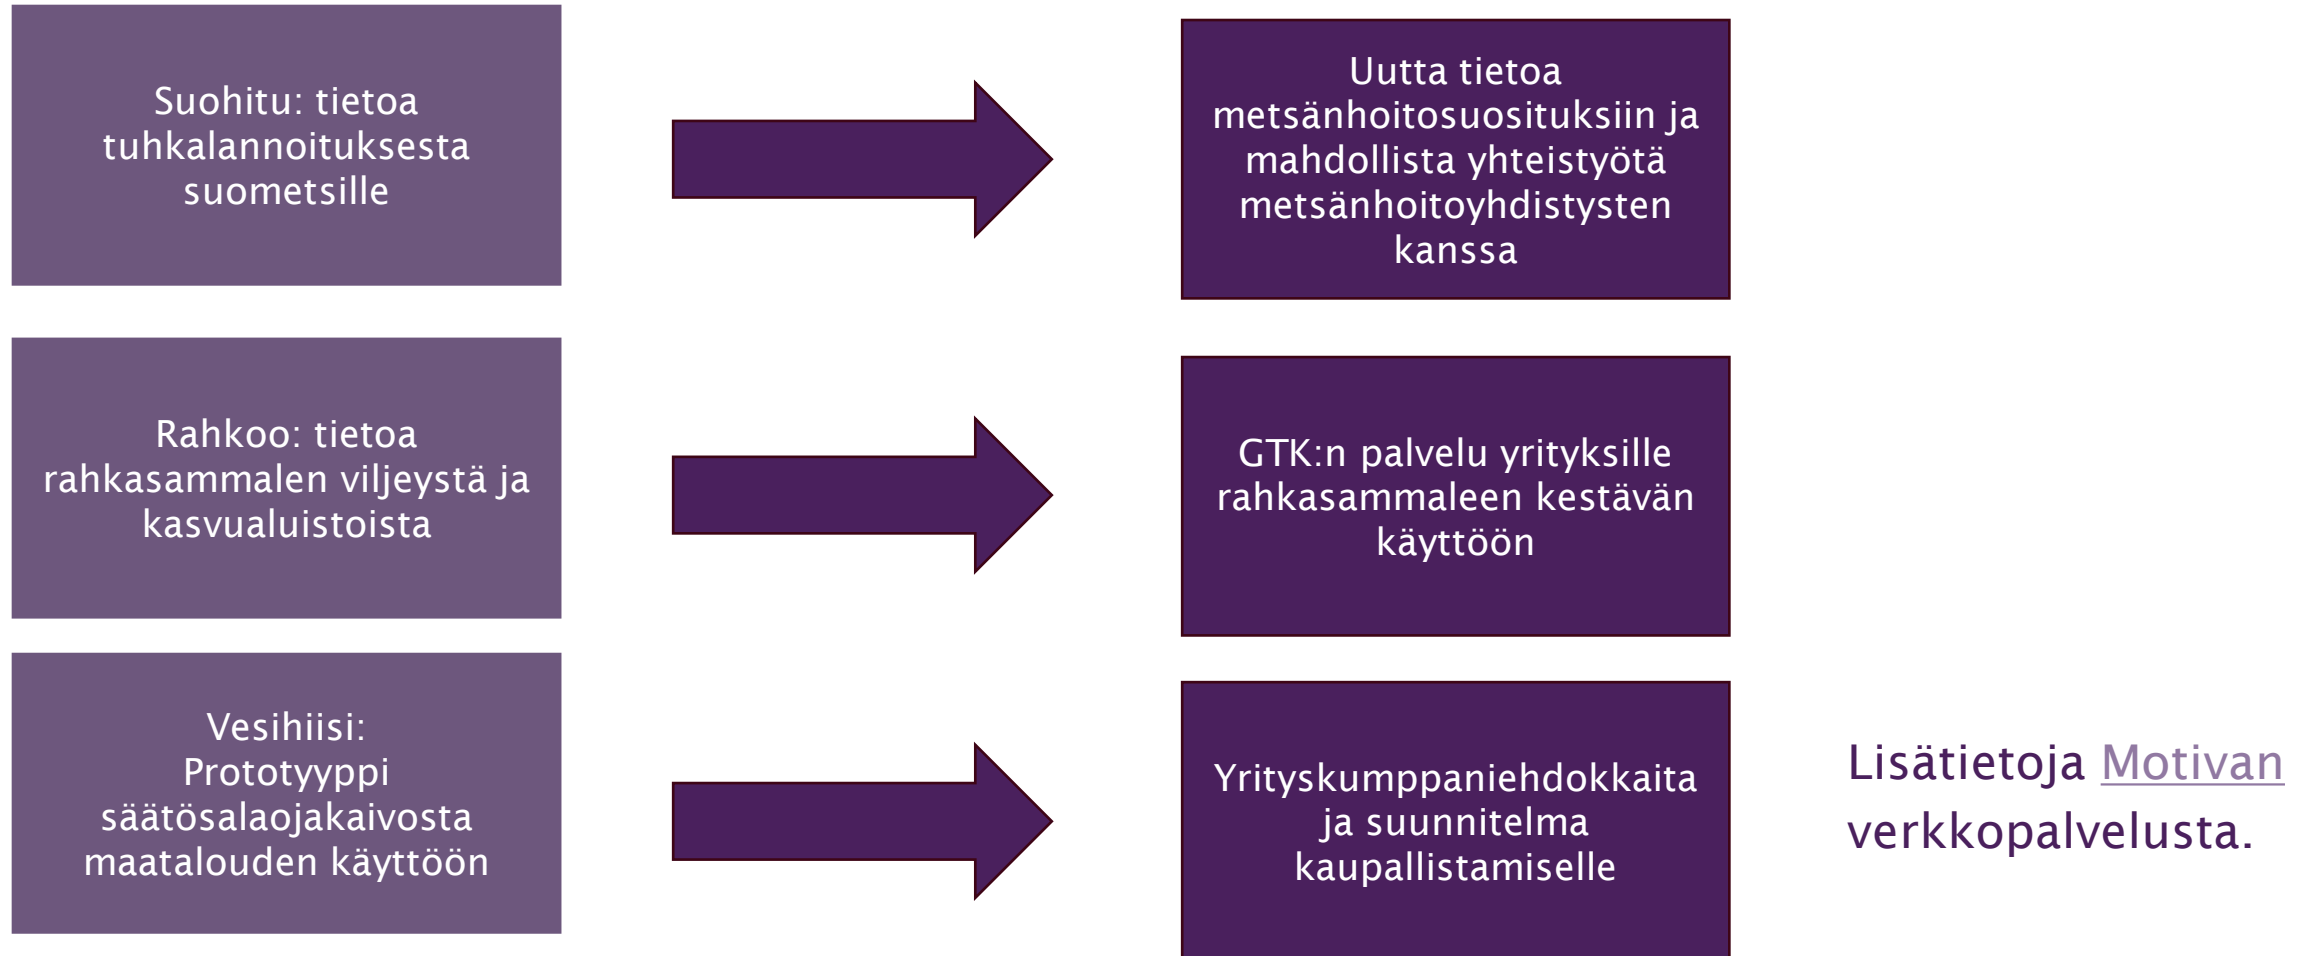 Suohitu: tietoa
tuhkalannoituksesta
suometsille
Uutta tietoa
metsänhoitosuosituksiin ja
mahdollista yhteistyötä
metsänhoitoyhdistysten
kanssa
Rahkoo: tietoa
rahkasammalen viljeystä ja
kasvualuistoista
GTK:n palvelu yrityksille
rahkasammaleen kestävän
käyttöön
Vesihiisi:
Prototyyppi
säätösalaojakaivosta
maatalouden käyttöön
Yrityskumppaniehdokkaita
ja suunnitelma
kaupallistamiselle
Lisätietoja Motivan
verkkopalvelusta.